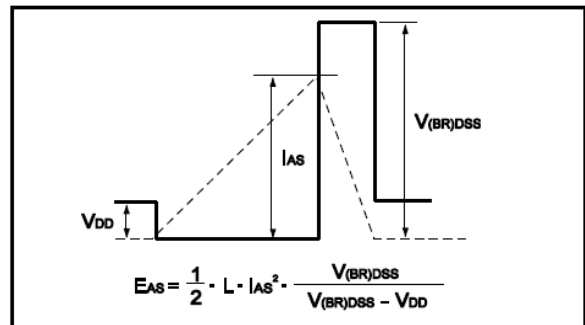 V(BR)DSS
IAS
VDD
EAS = 1/2 · L · IAS² · V(BR)DSS / V(BR)DSS – VDD